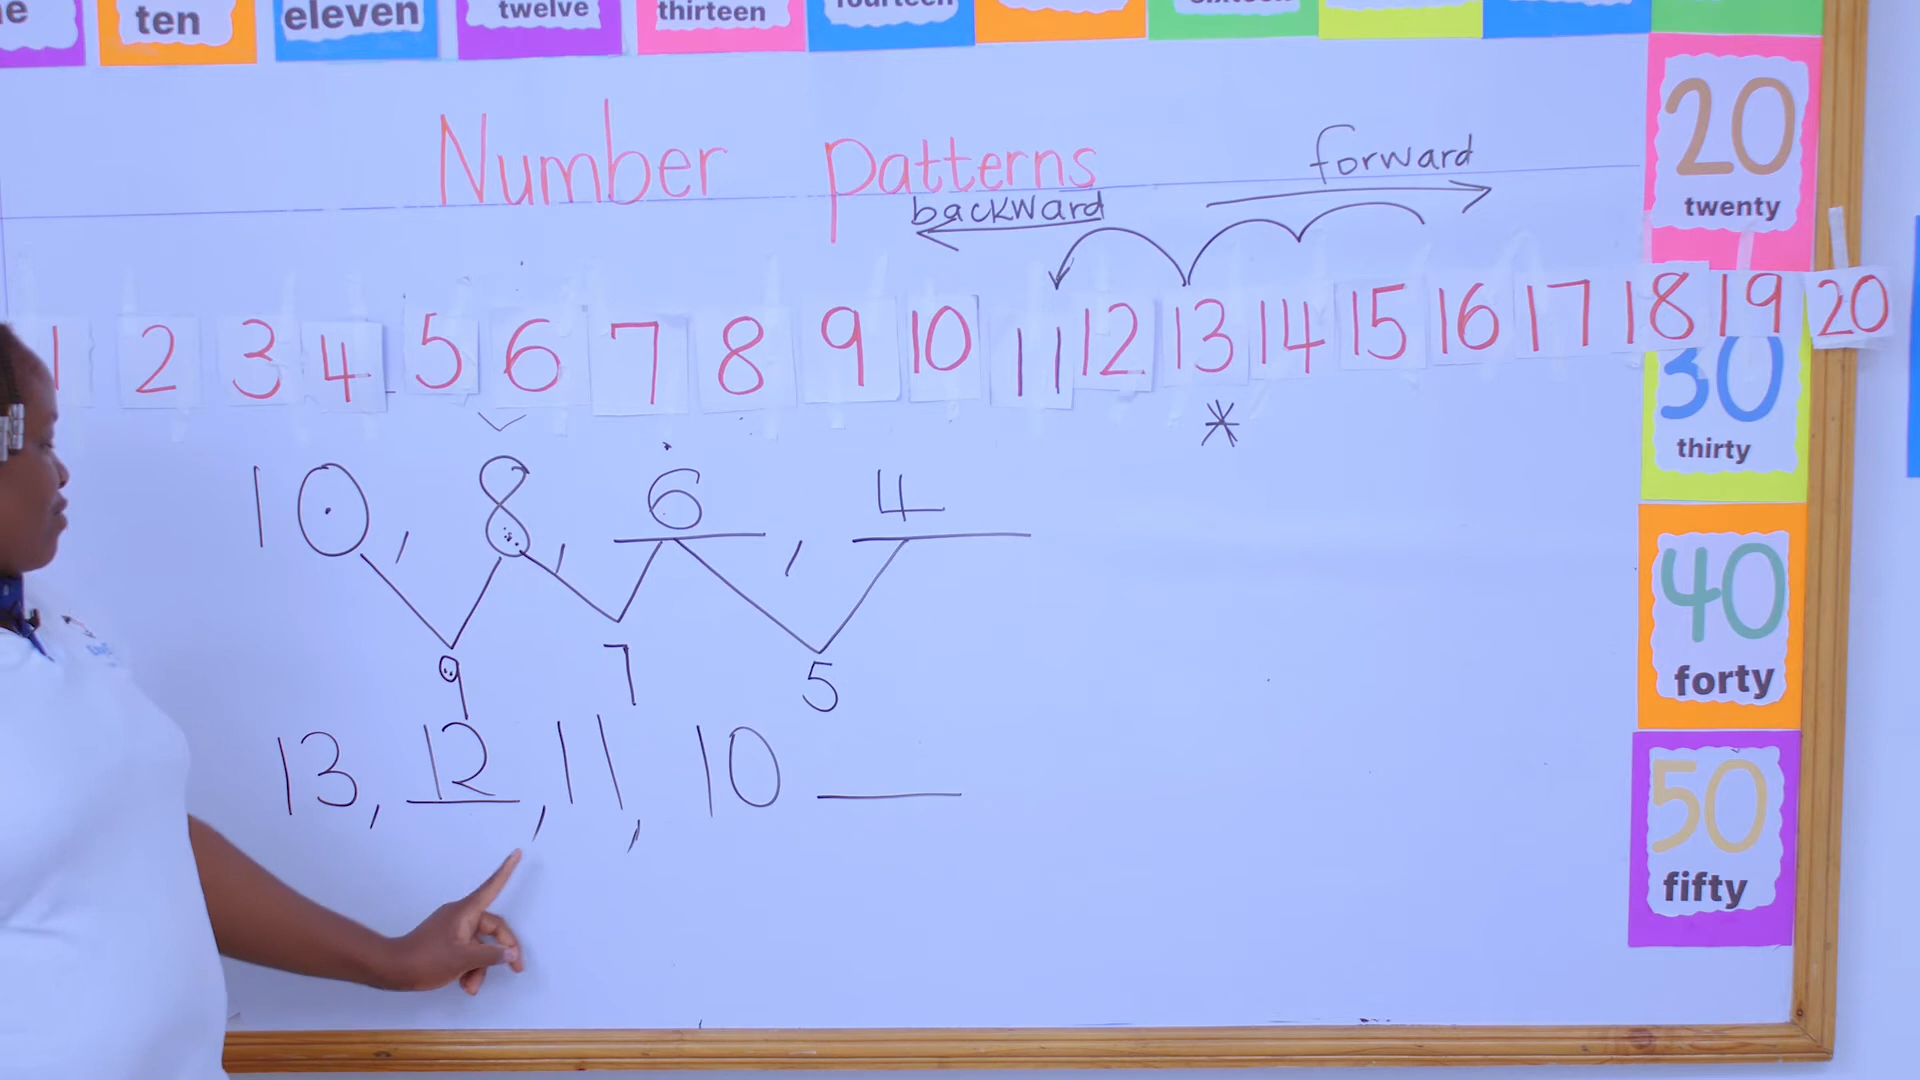 ten eleven twelve thirteen
Number patterns
forward
backward
20
twenty
1 2 3 4 5 6 7 8 9 10 11 12 13 14 15 16 17 18 19 20
30
thirty
*
10, 8, 6, 4
9 7 5
40
forty
13, 12, 11, 10 ____
50
fifty